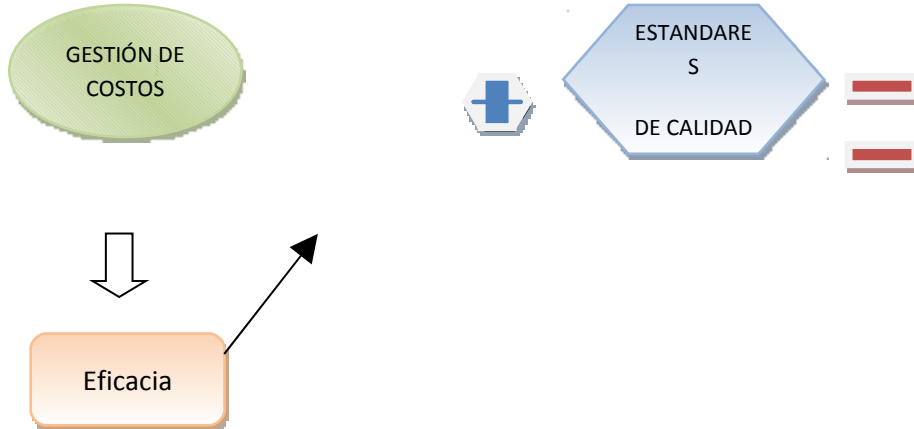 GESTIÓN DE
COSTOS
ESTANDARE
S
DE CALIDAD
Eficacia